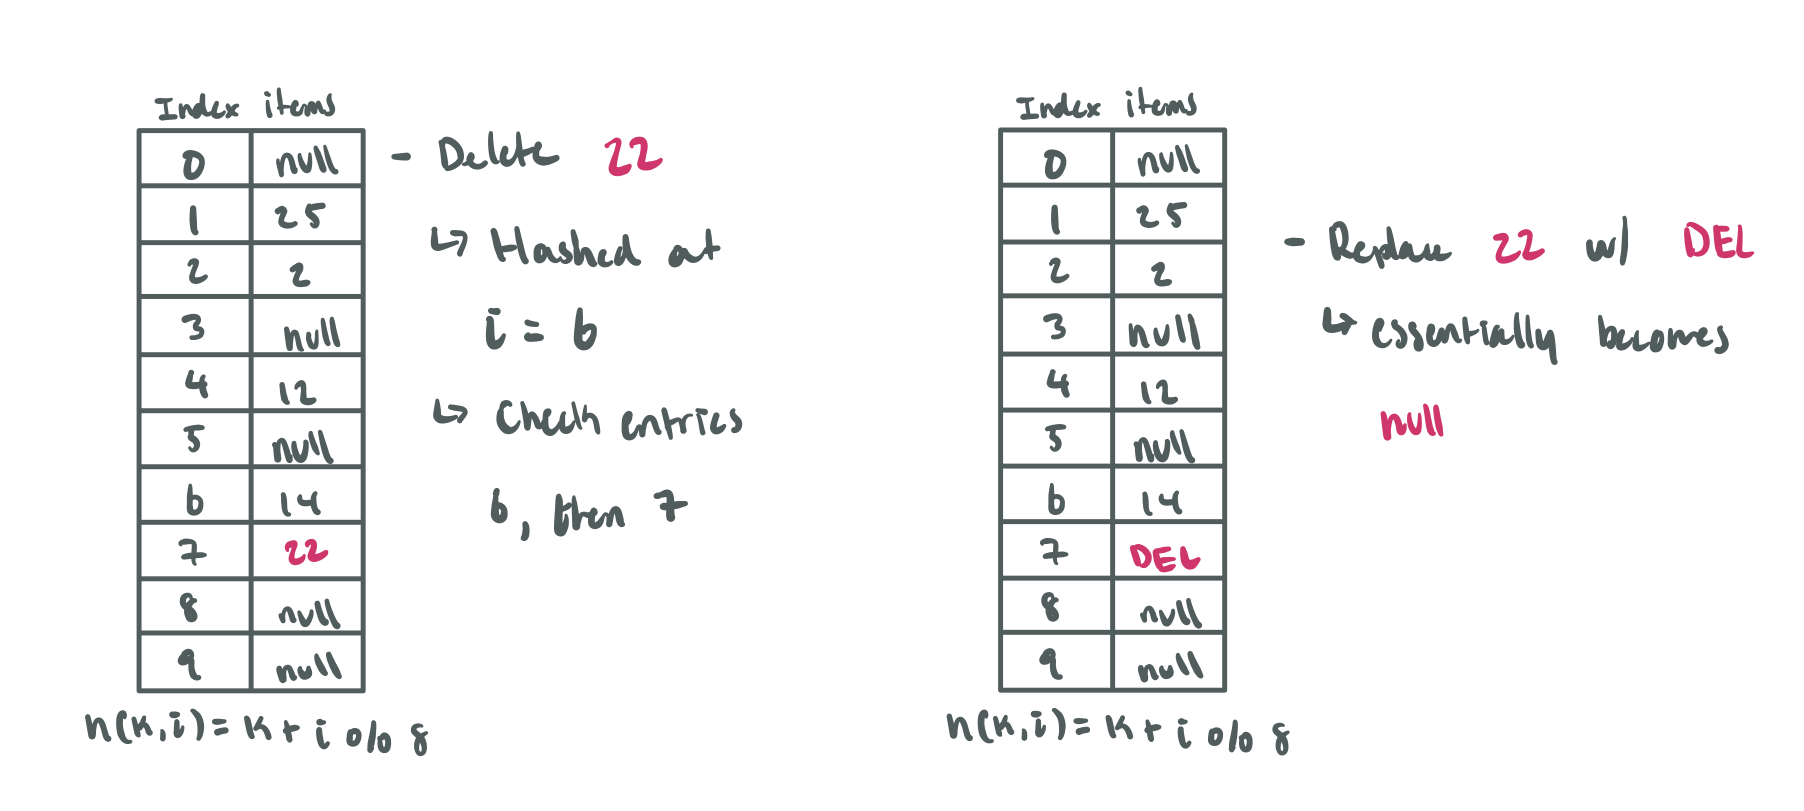 Index items
0 null
1 25
2 2
3 null
4 12
5 null
6 14
7 22
8 null
9 null
h(k,i) = k + i % 8
- Delete 22
↳ Hashed at
i = 6
↳ Check entries
6, then 7
Index items
0 null
1 25
2 2
3 null
4 12
5 null
6 14
7 DEL
8 null
9 null
h(k,i) = k + i % 8
- Replace 22 w/ DEL
↳ essentially becomes
null